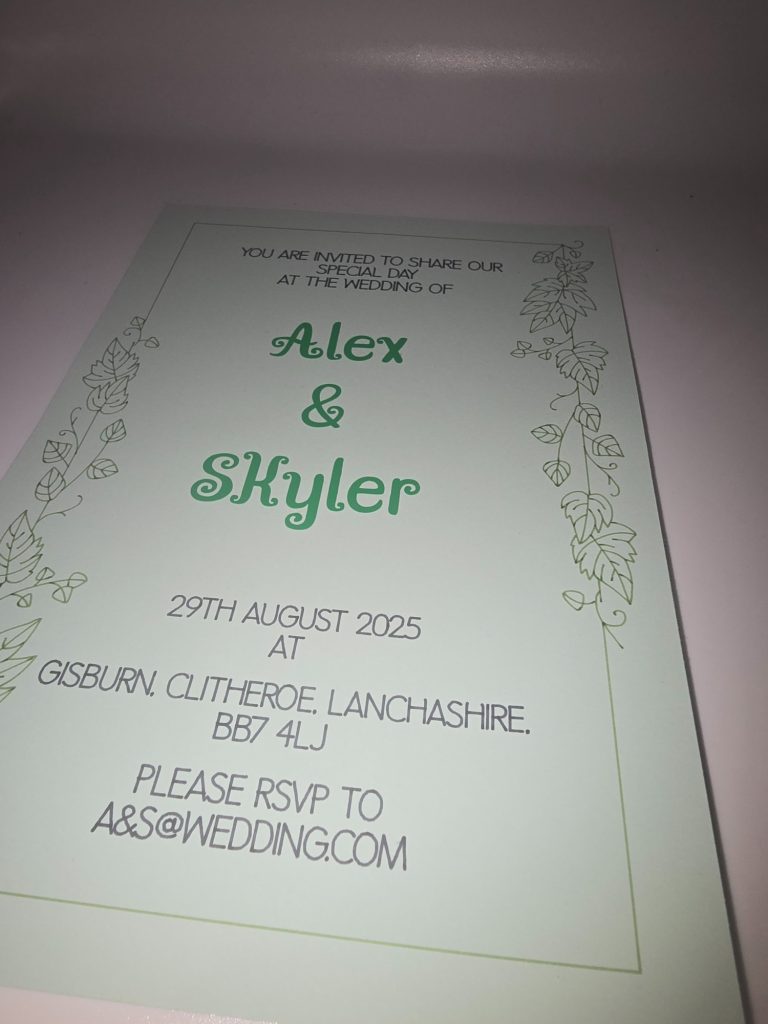 YOU ARE INVITED TO SHARE OUR
SPECIAL DAY
AT THE WEDDING OF
Alex
&
SKyler
29TH AUGUST 2025
AT
GISBURN, CLITHEROE, LANCHASHIRE,
BB7 4LJ
PLEASE RSVP TO
A&S@WEDDING.COM